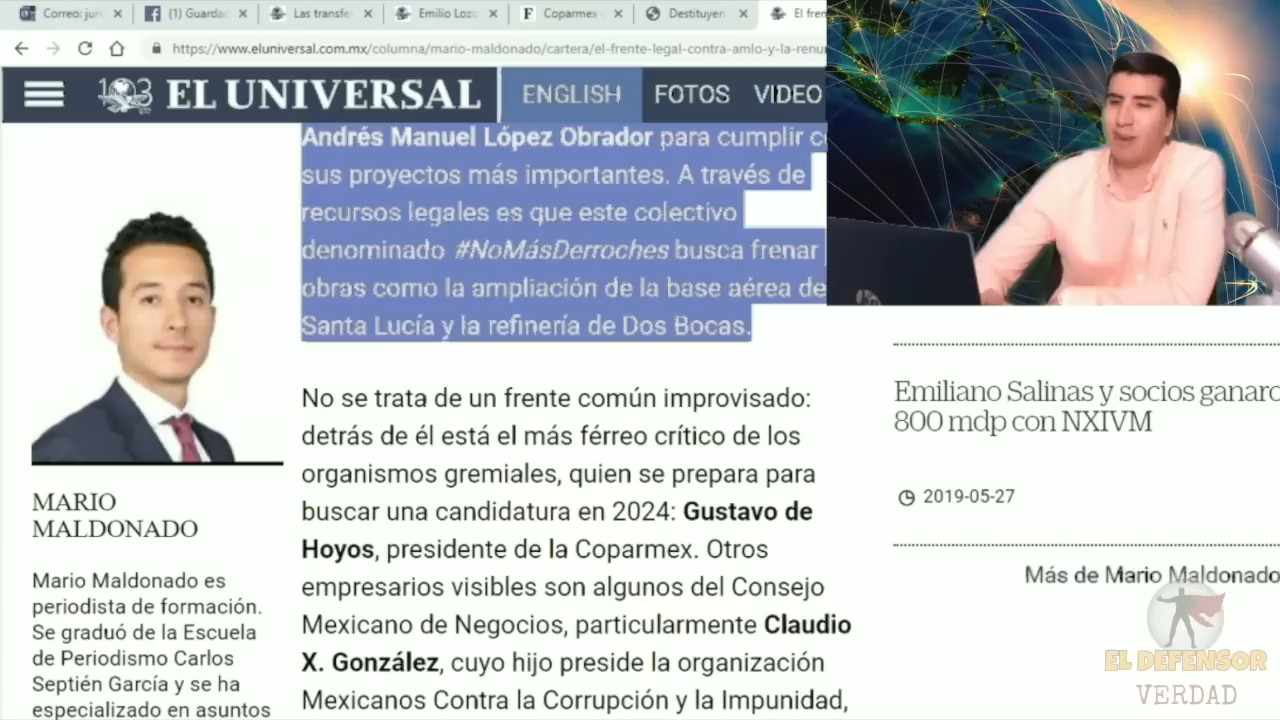 Correo: jun
(1) Guarda
Las transfe
Emilio Loz
Coparmex
Destituyen
El fren
https://www.eluniversal.com.mx/columna/mario-maldonado/cartera/el-frente-legal-contra-amlo-y-la-renu
103 EL UNIVERSAL
ENGLISH FOTOS VIDEO
Andrés Manuel López Obrador para cumplir c
sus proyectos más importantes. A través de
recursos legales es que este colectivo
denominado #NoMásDerroches busca frenar
obras como la ampliación de la base aérea de
Santa Lucía y la refinería de Dos Bocas.
No se trata de un frente común improvisado:
detrás de él está el más férreo crítico de los
organismos gremiales, quien se prepara para
buscar una candidatura en 2024: Gustavo de
Hoyos, presidente de la Coparmex. Otros
empresarios visibles son algunos del Consejo
Mexicano de Negocios, particularmente Claudio
X. González, cuyo hijo preside la organización
Mexicanos Contra la Corrupción y la Impunidad,
MARIO
MALDONADO
Mario Maldonado es
periodista de formación.
Se graduó de la Escuela
de Periodismo Carlos
Septién García y se ha
especializado en asuntos
Emiliano Salinas y socios ganaro
800 mdp con NXIVM
2019-05-27
Más de Mario Maldonado
EL DEFENSOR
VERDAD